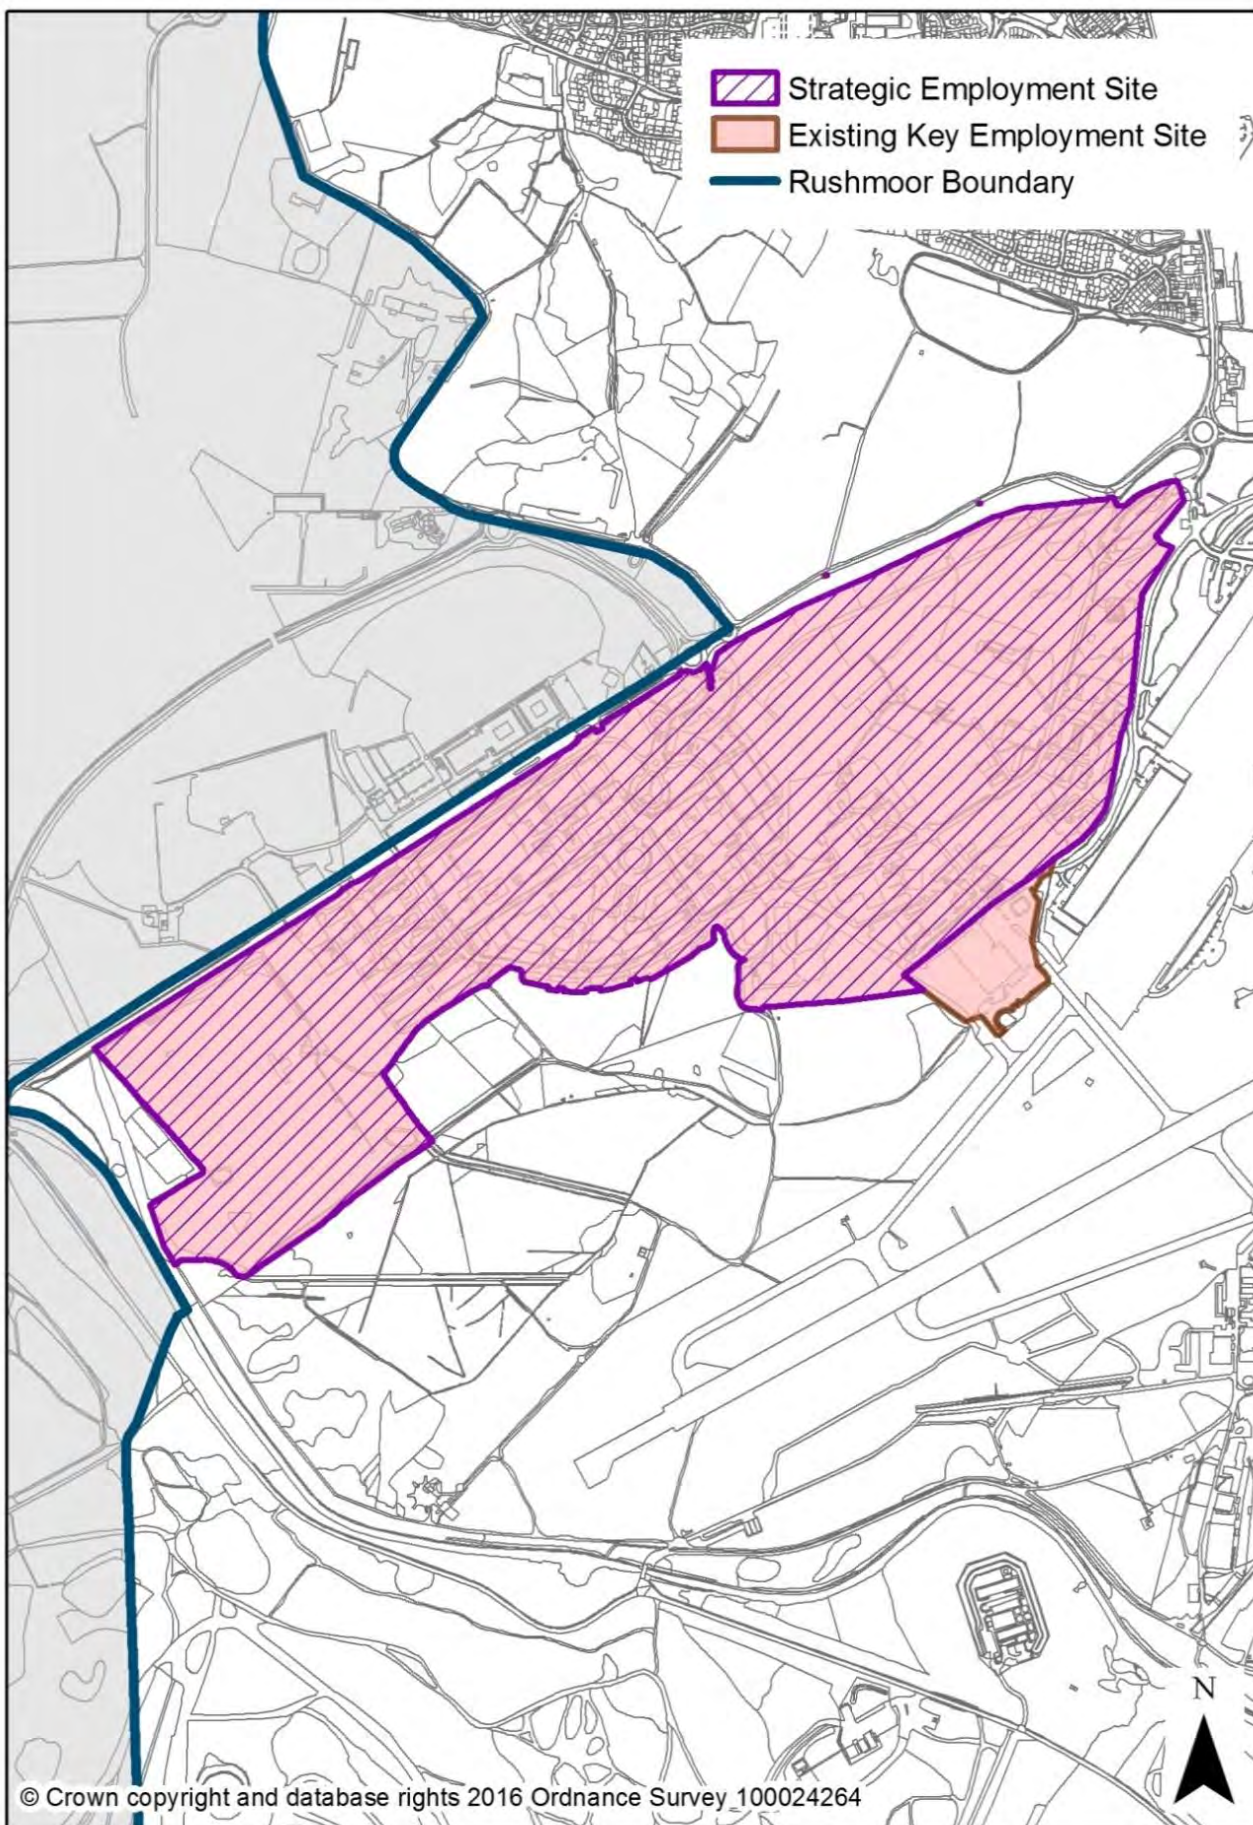 Strategic Employment Site
Existing Key Employment Site
Rushmoor Boundary
N
© Crown copyright and database rights 2016 Ordnance Survey 100024264